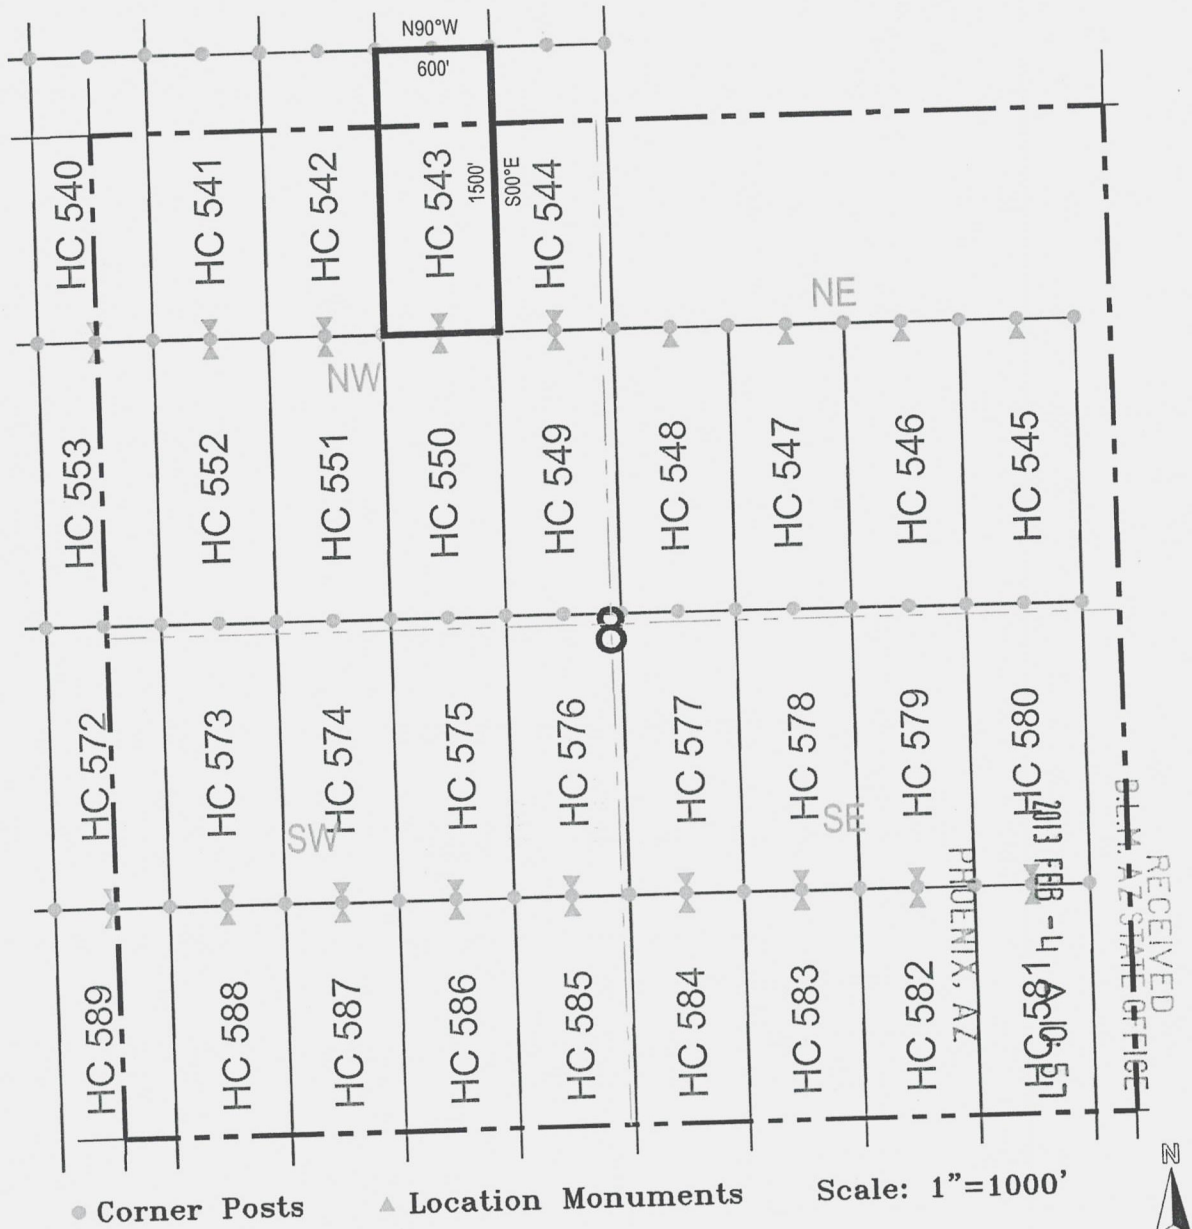 N90°W
600'
HC 540
HC 541
HC 542
HC 543
1500'
S00°E
HC 544
NE
NW
HC 553
HC 552
HC 551
HC 550
HC 549
HC 548
HC 547
HC 546
HC 545
8
HC 572
HC 573
HC 574
HC 575
HC 576
HC 577
HC 578
HC 579
HC 580
SW
SE
HC 589
HC 588
HC 587
HC 586
HC 585
HC 584
HC 583
HC 582
HC 581
RECEIVED
B.L.M. AZ STATE OFFICE
2013 FEB -4 A 10:57
PHOENIX, AZ
N
Corner Posts
Location Monuments
Scale: 1"=1000'